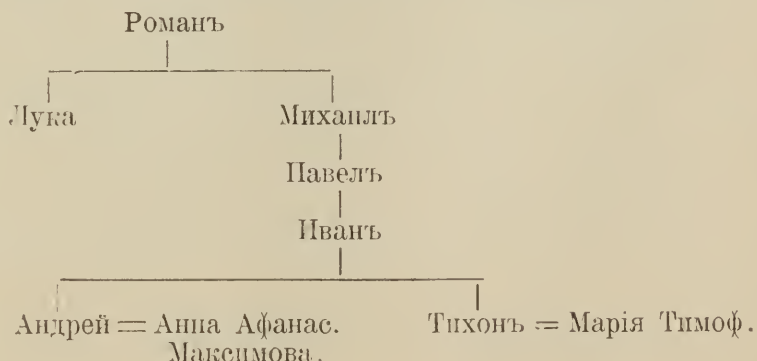 Романъ
Лука Михаилъ
Павелъ
Иванъ
Андрей = Анна Афанас. Тихонъ = Марія Тимоф.
Максимова.